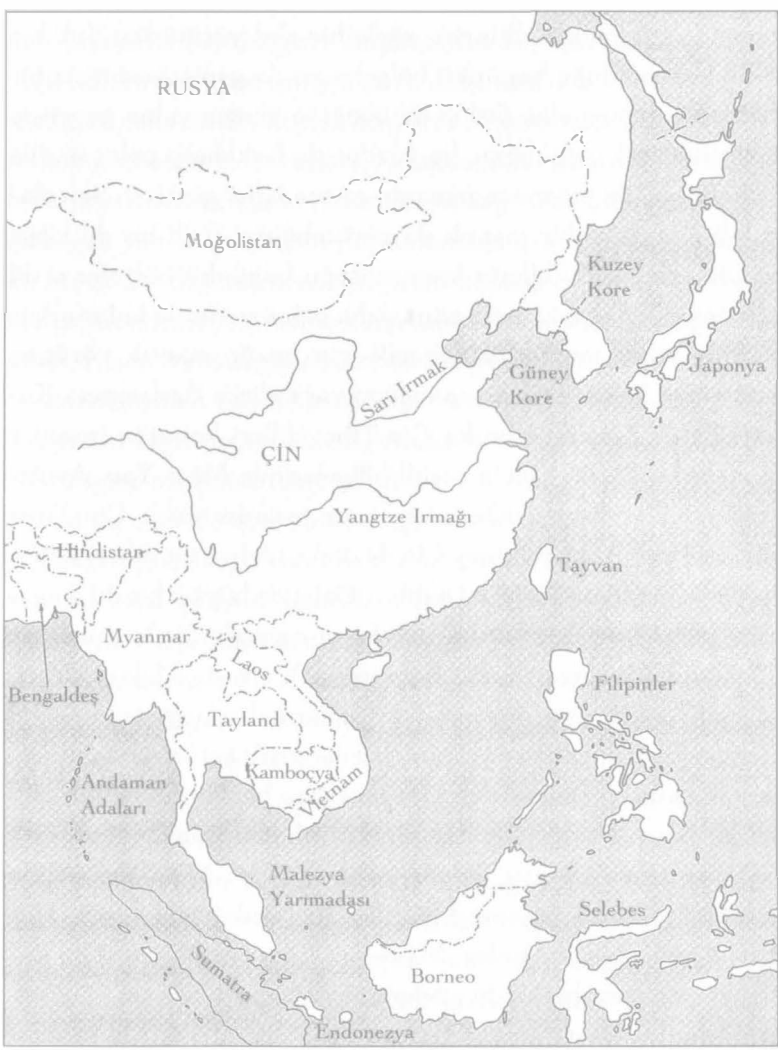 RUSYA
Moğolistan
Kuzey
Kore
Japonya
Güney
Kore
Sarı Irmak
ÇİN
Yangtze Irmağı
Hindistan
Tayvan
Myanmar
Laos
Bengaldeş
Filipinler
Tayland
Kamboçya
Vietnam
Andaman
Adaları
Malezya
Yarımadası
Selebes
Sumatra
Borneo
Endonezya